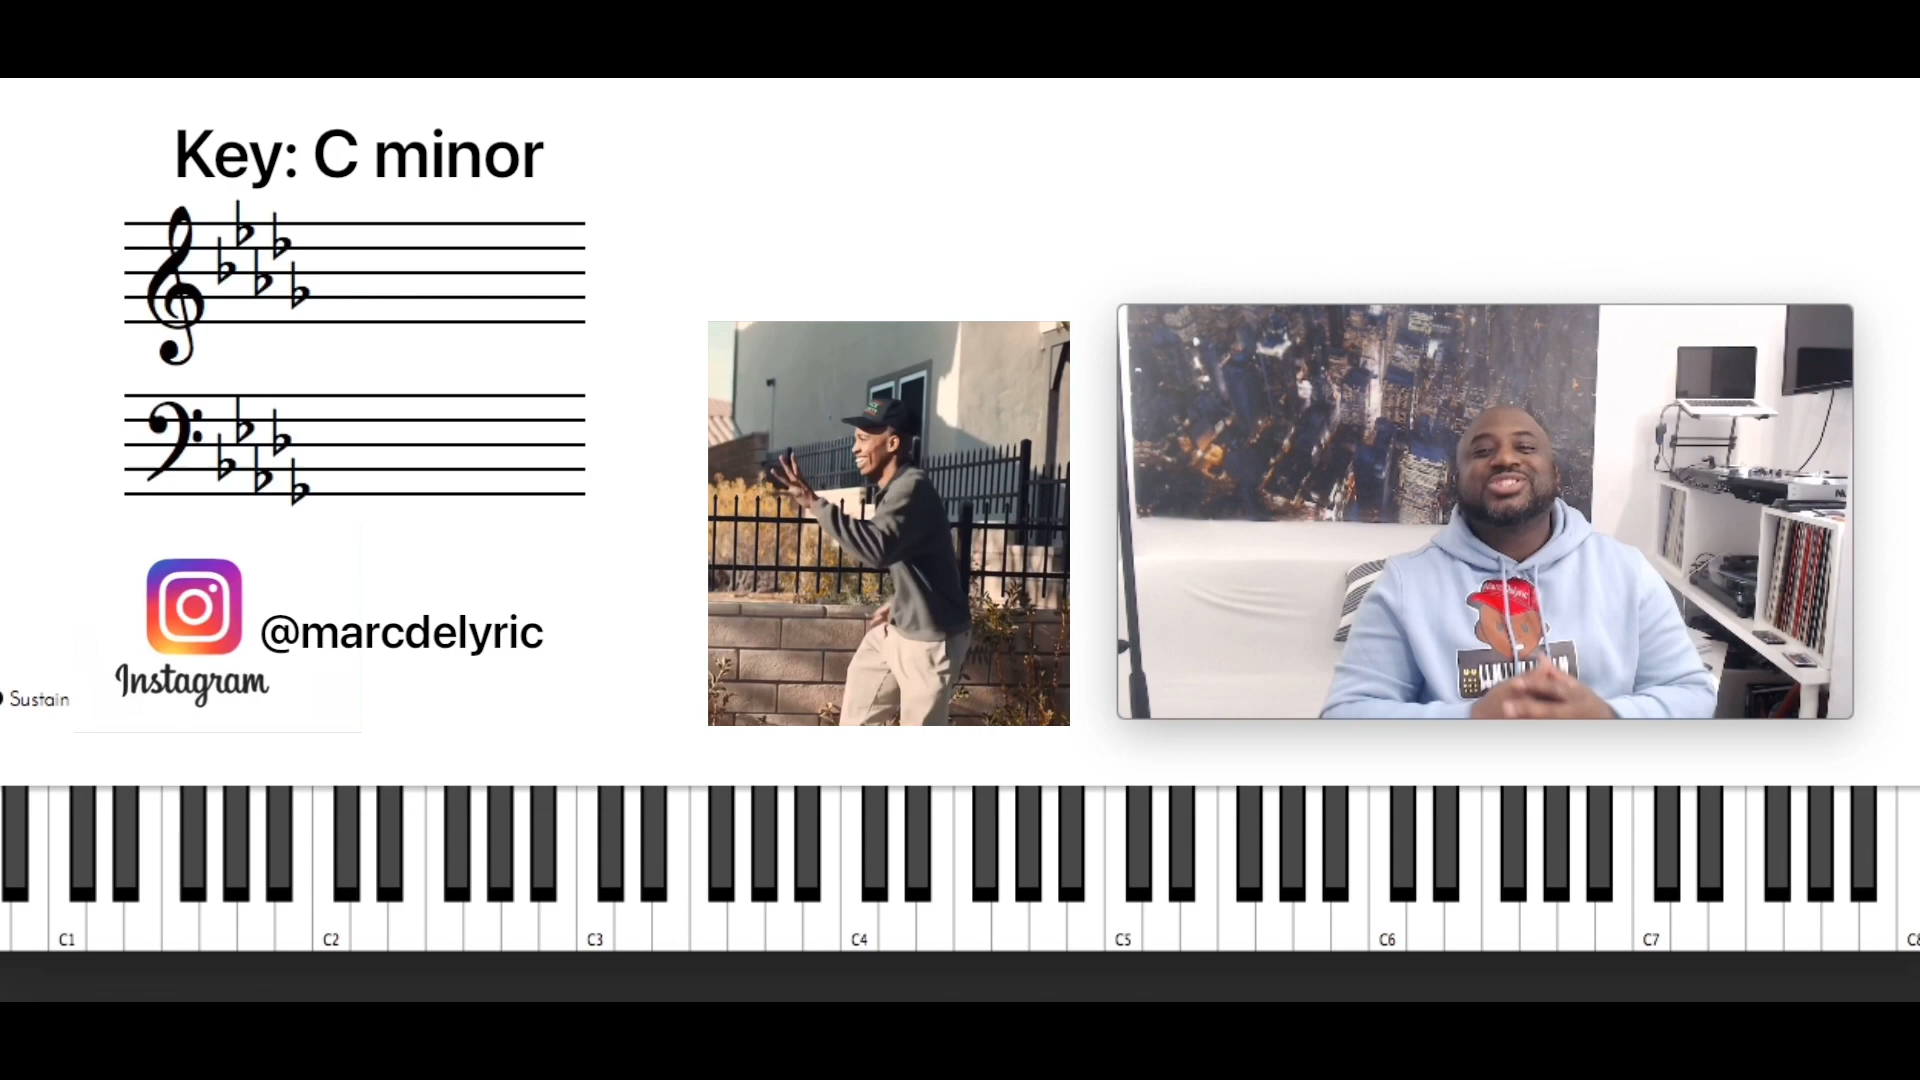 Key: C minor
@marcdelyric
Instagram
Sustain
C1
C2
C3
C4
C5
C6
C7